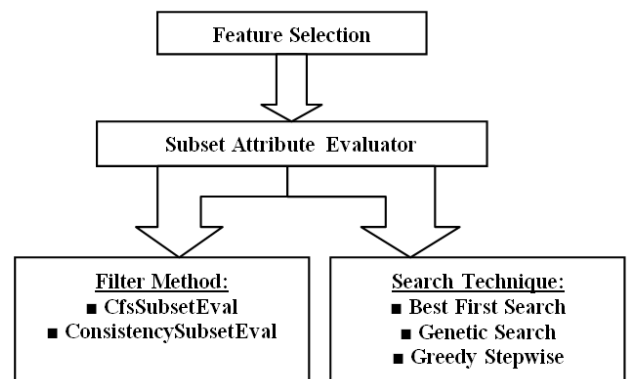 Feature Selection
Subset Attribute Evaluator
Filter Method:
■ CfsSubsetEval
■ ConsistencySubsetEval
Search Technique:
■ Best First Search
■ Genetic Search
■ Greedy Stepwise